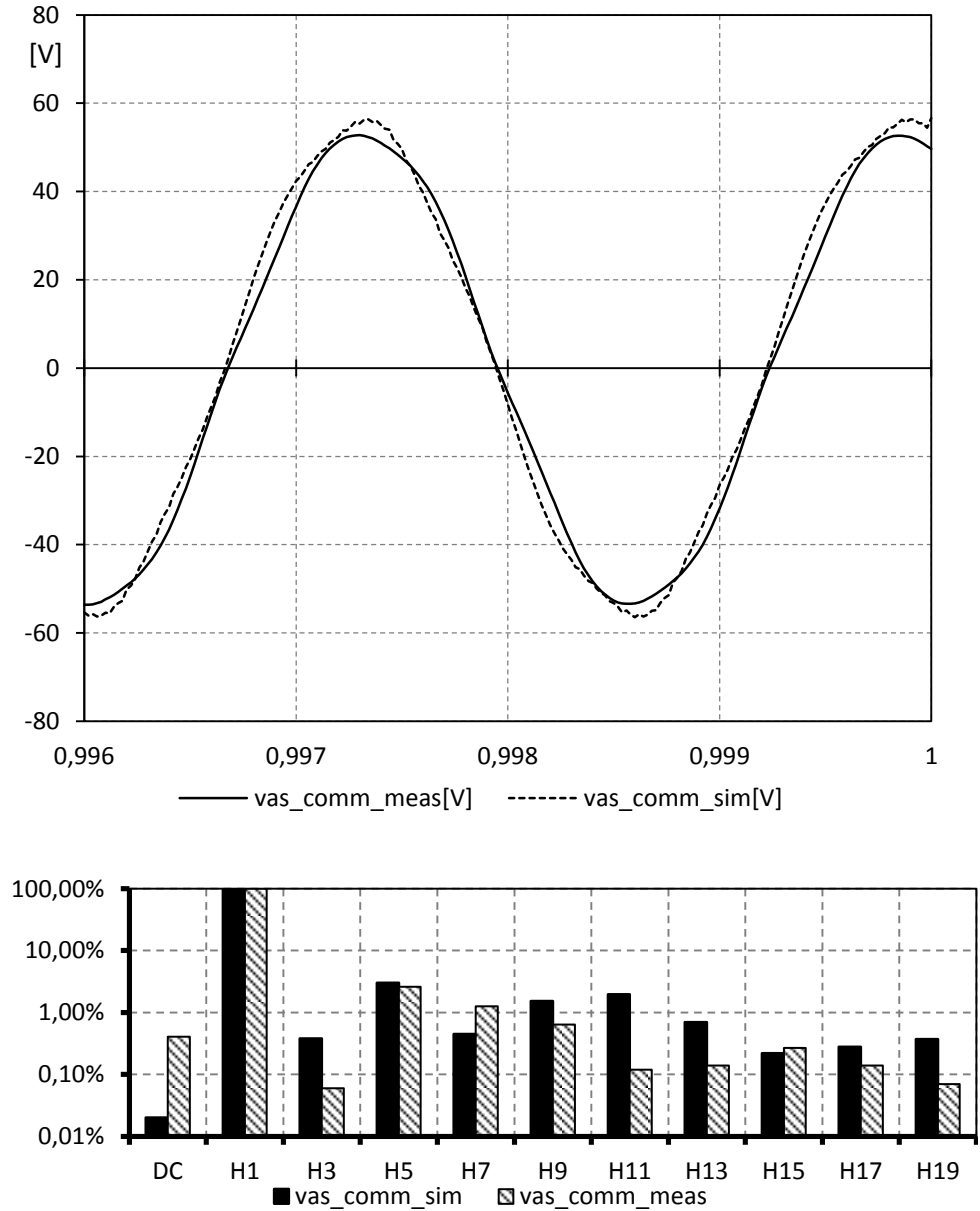 80
[V]
60
40
20
0
-20
-40
-60
-80
0,996 0,997 0,998 0,999 1
vas_comm_meas[V] vas_comm_sim[V]
100,00%
10,00%
1,00%
0,10%
0,01%
DC H1 H3 H5 H7 H9 H11 H13 H15 H17 H19
vas_comm_sim vas_comm_meas